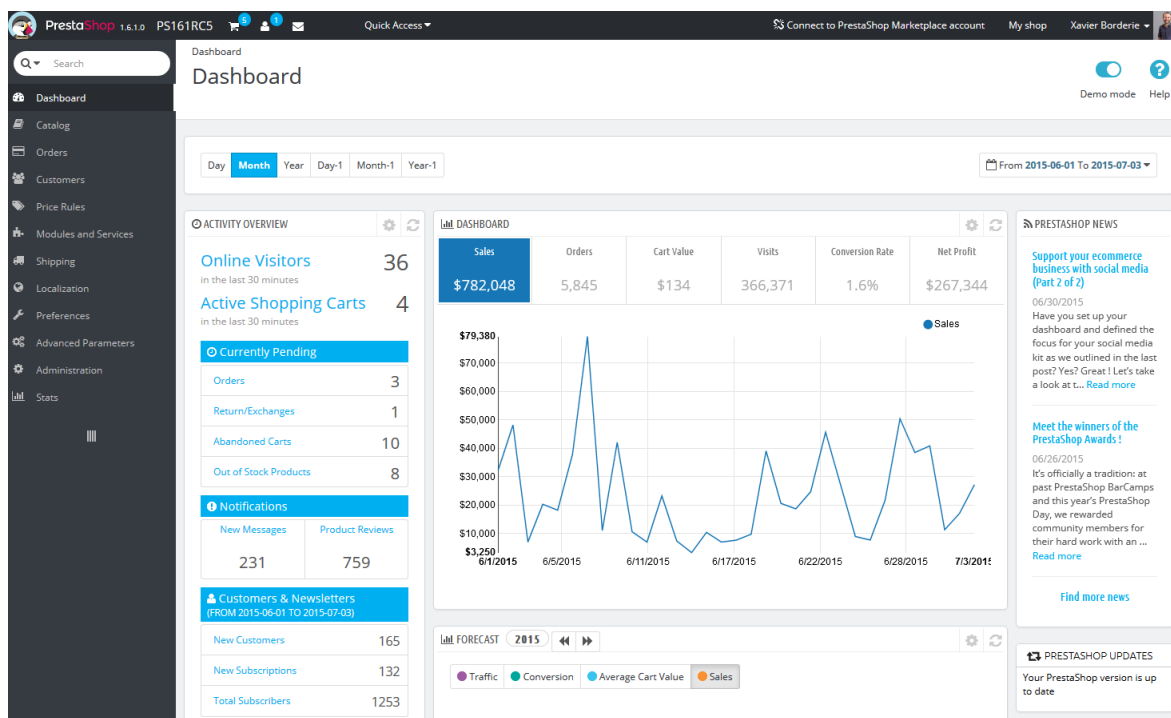 PrestaShop 1.6.1.0 PS161RC5 5 1 Quick Access Connect to PrestaShop Marketplace account My shop Xavier Borderie
Search
Dashboard
Catalog
Orders
Customers
Price Rules
Modules and Services
Shipping
Localization
Preferences
Advanced Parameters
Administration
Stats
Dashboard
Dashboard
Demo mode Help
Day Month Year Day-1 Month-1 Year-1
From 2015-06-01 To 2015-07-03
ACTIVITY OVERVIEW
Online Visitors 36
in the last 30 minutes
Active Shopping Carts 4
in the last 30 minutes
Currently Pending
Orders 3
Return/Exchanges 1
Abandoned Carts 10
Out of Stock Products 8
Notifications
New Messages Product Reviews
231 759
Customers & Newsletters
(FROM 2015-06-01 TO 2015-07-03)
New Customers 165
New Subscriptions 132
Total Subscribers 1253
DASHBOARD
Sales Orders Cart Value Visits Conversion Rate Net Profit
$782,048 5,845 $134 366,371 1.6% $267,344
Sales
$79,380
$70,000
$60,000
$50,000
$40,000
$30,000
$20,000
$10,000
$3,250
6/1/2015 6/5/2015 6/11/2015 6/17/2015 6/22/2015 6/28/2015 7/3/2015
FORECAST 2015
Traffic Conversion Average Cart Value Sales
PRESTASHOP NEWS
Support your ecommerce
business with social media
(Part 2 of 2)
06/30/2015
Have you set up your
dashboard and defined the
focus for your social media
kit as we outlined in the last
post? Yes? Great ! Let's take
a look at t... Read more
Meet the winners of the
PrestaShop Awards !
06/26/2015
It's officially a tradition: at
past PrestaShop BarCamps
and this year's PrestaShop
Day, we rewarded
community members for
their hard work with an ...
Read more
Find more news
PRESTASHOP UPDATES
Your PrestaShop version is up
to date